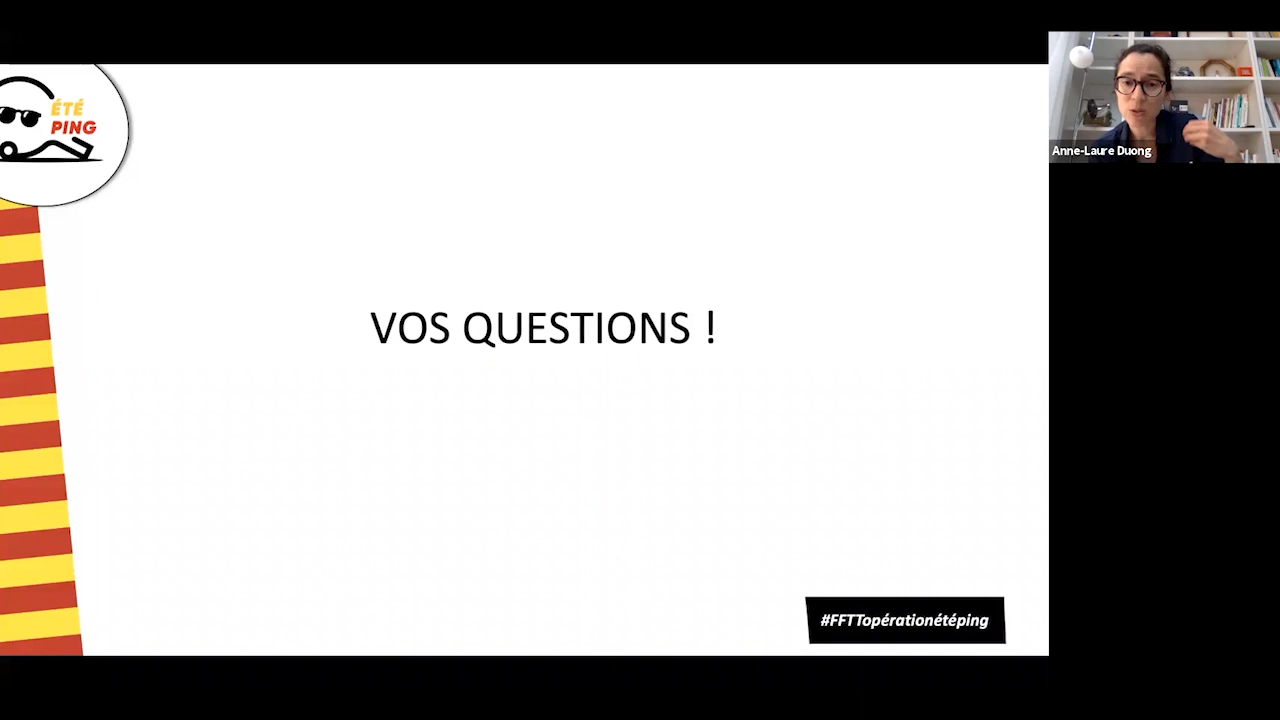 ÉTÉ
PING
VOS QUESTIONS !
#FFTTopérationétéping
Anne-Laure Duong